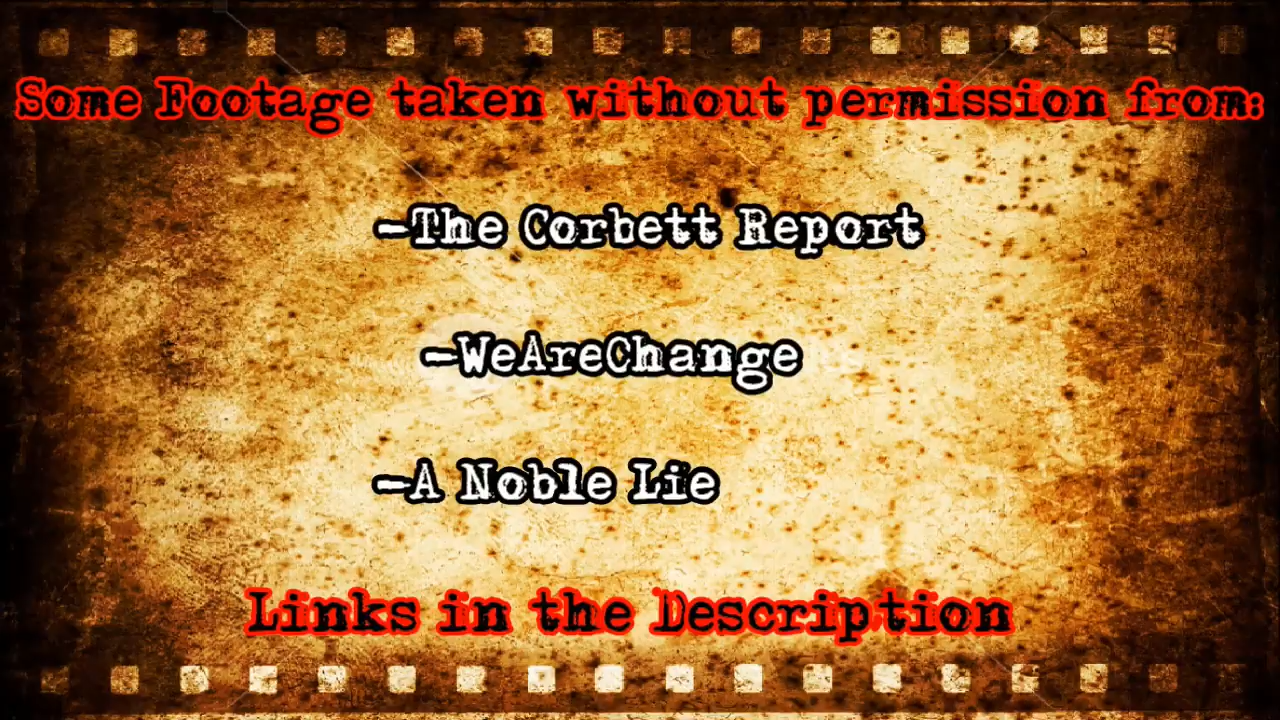 Some Footage taken without permission from:
-The Corbett Report
-WeAreChange
-A Noble Lie
Links in the Description